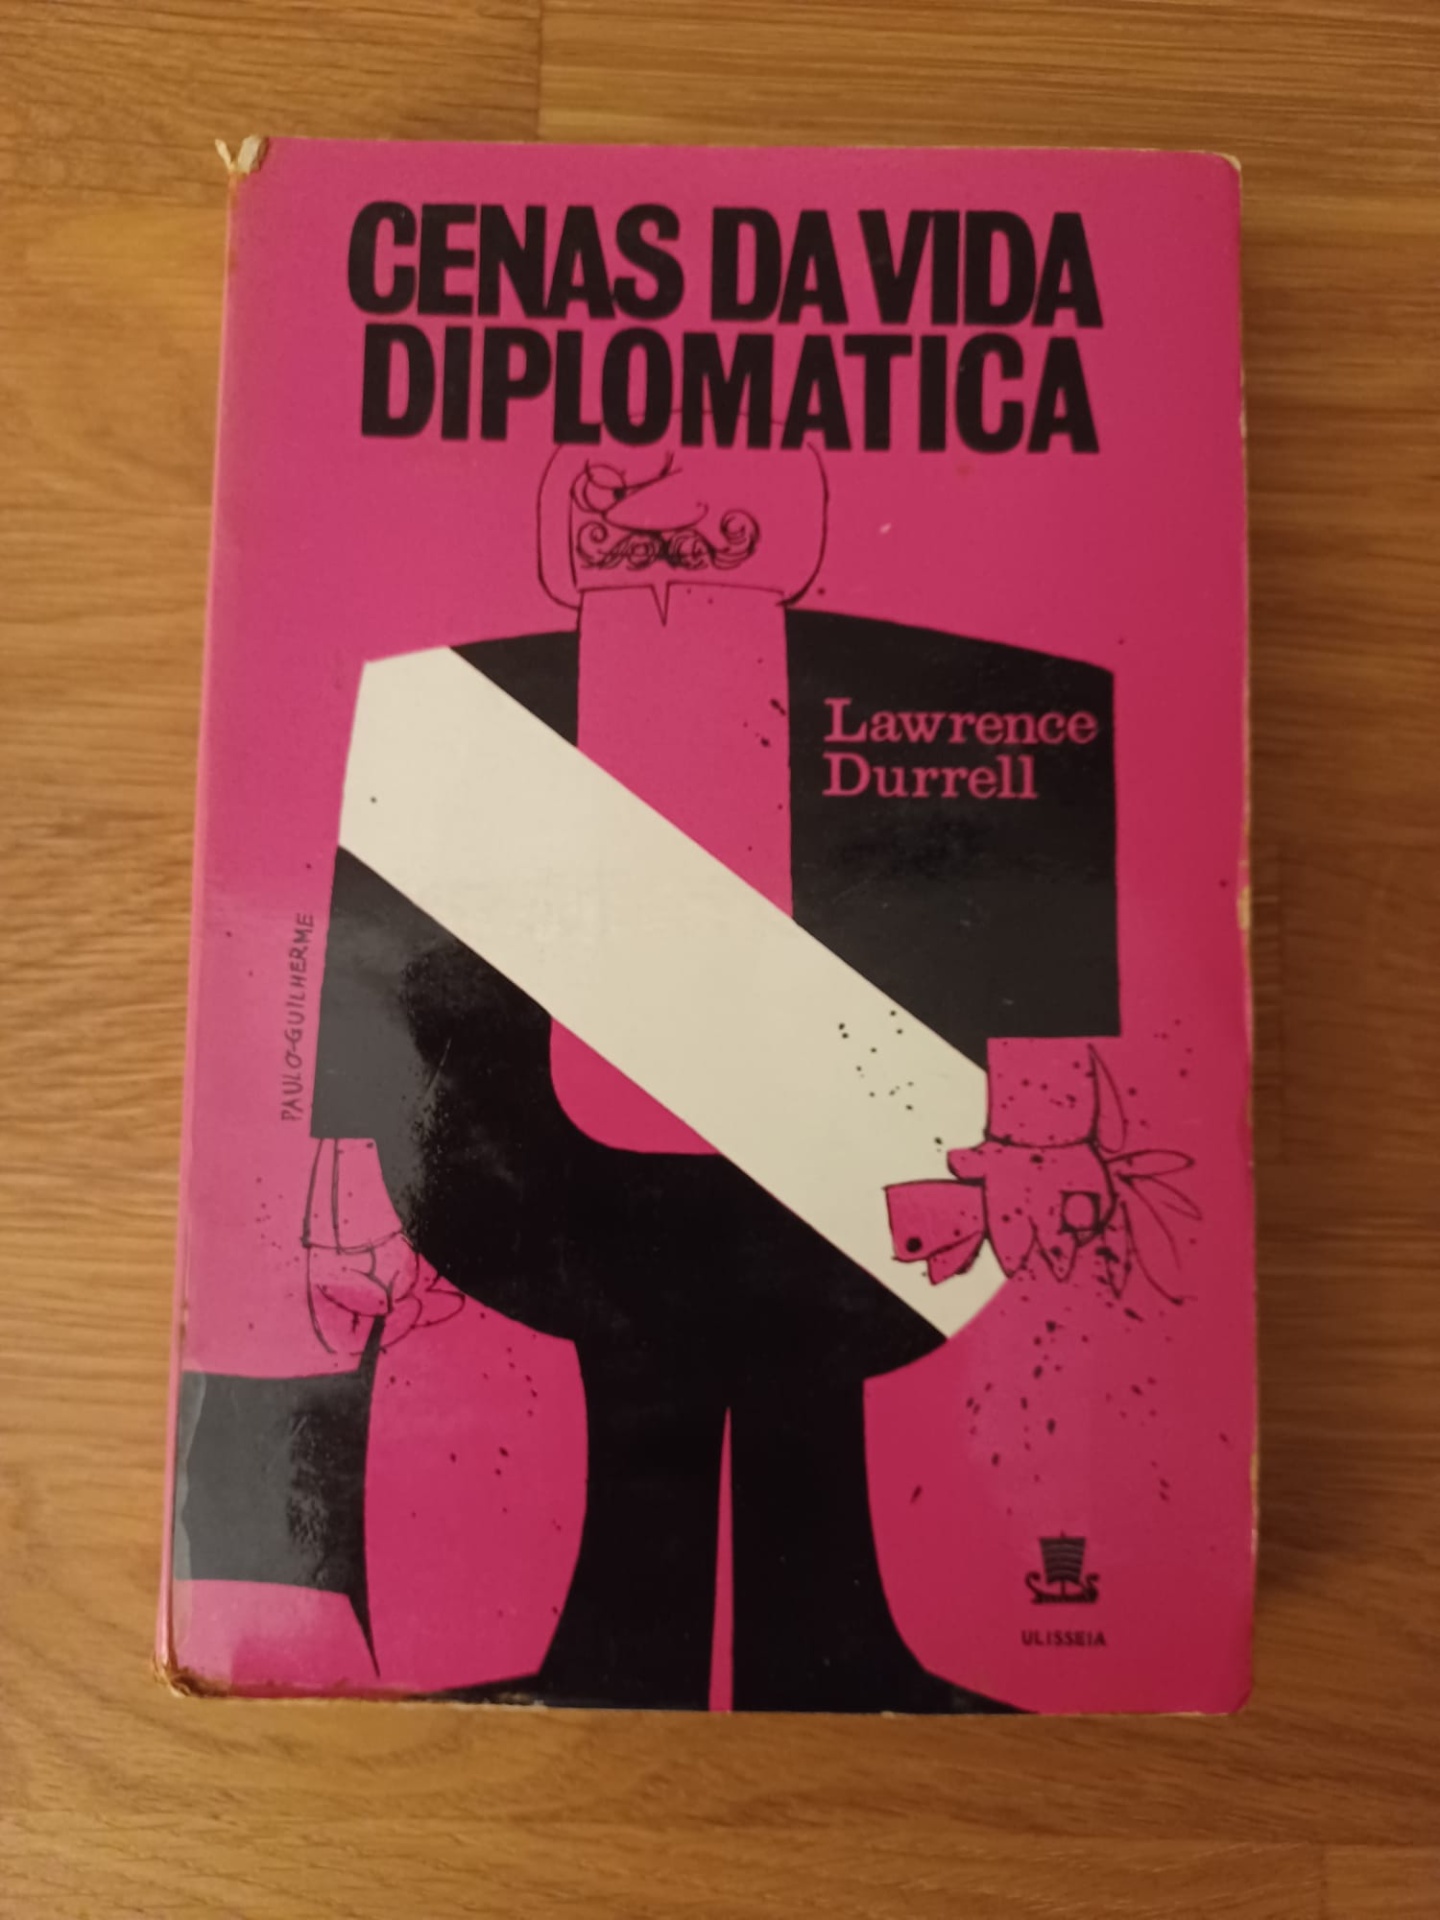 CENAS DA VIDA
DIPLOMATICA
Lawrence
Durrell
PAULO-GUILHERME
ULISSEIA